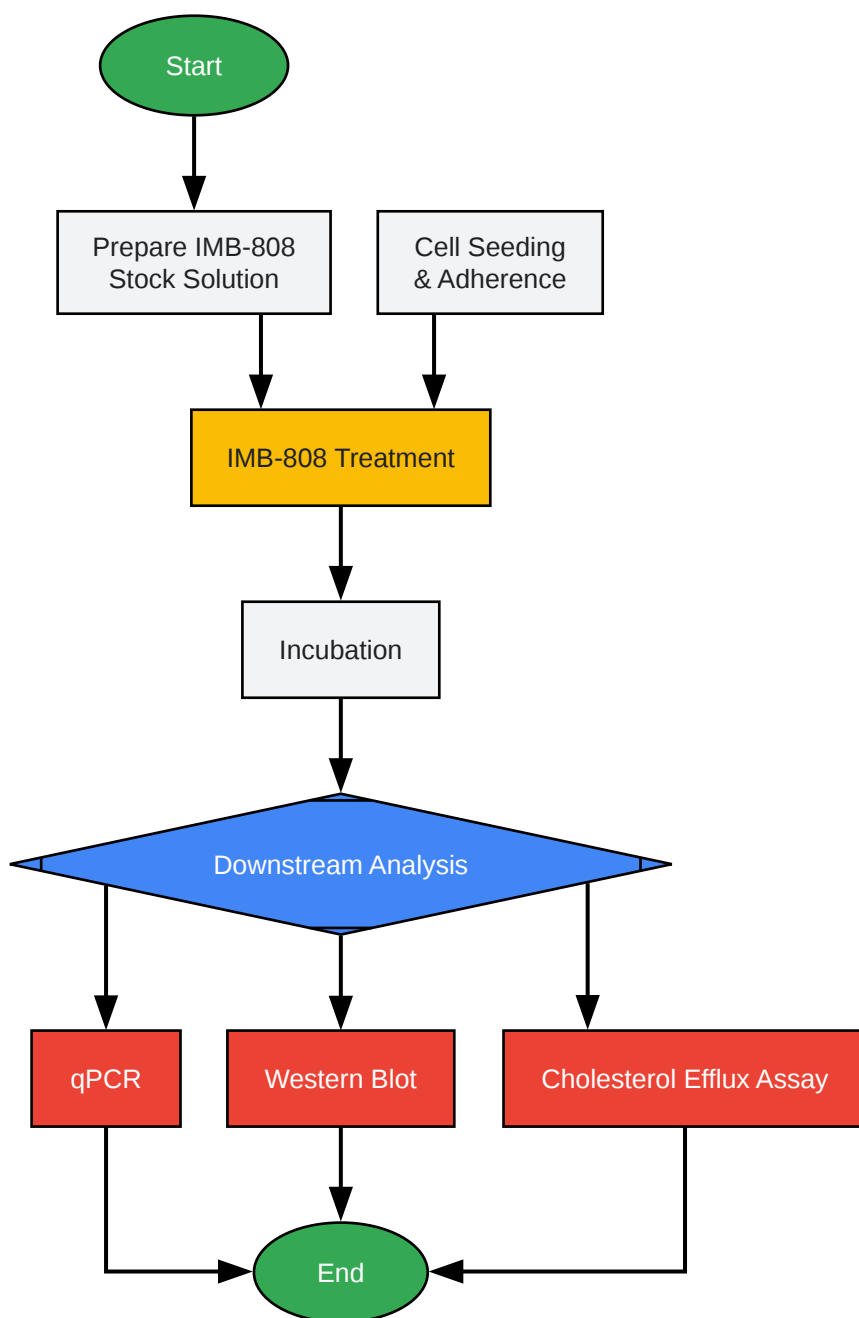 Start
Prepare IMB-808
Stock Solution
Cell Seeding
& Adherence
IMB-808 Treatment
Incubation
Downstream Analysis
qPCR
Western Blot
Cholesterol Efflux Assay
End